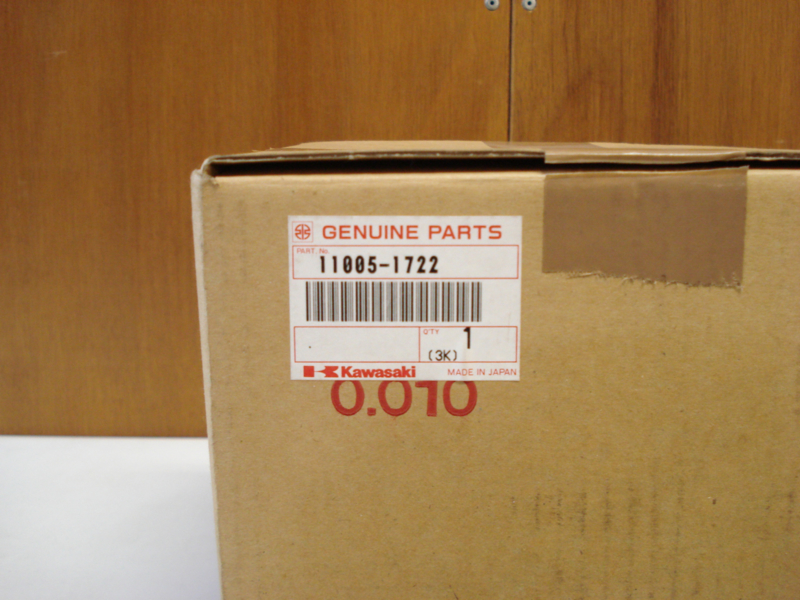 GENUINE PARTS
PART. No.
11005-1722
Q'TY 1
(3K)
Kawasaki MADE IN JAPAN
0.010